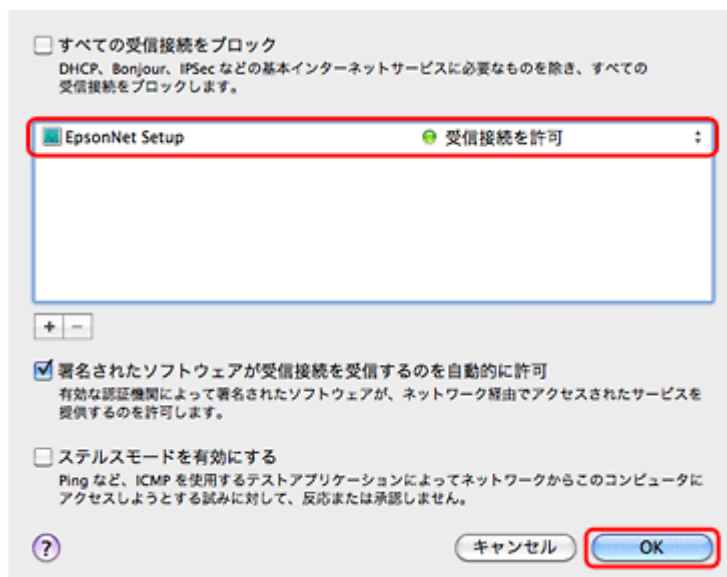 すべての受信接続をブロック
DHCP、Bonjour、IPSec などの基本インターネットサービスに必要なものを除き、すべての
受信接続をブロックします。
EpsonNet Setup 受信接続を許可
+ −
署名されたソフトウェアが受信接続を受信するのを自動的に許可
有効な認証機関によって署名されたソフトウェアが、ネットワーク経由でアクセスされたサービスを
提供するのを許可します。
ステルスモードを有効にする
Ping など、ICMP を使用するテストアプリケーションによってネットワークからこのコンピュータに
アクセスしようとする試みに対して、反応または承認しません。
? キャンセル OK